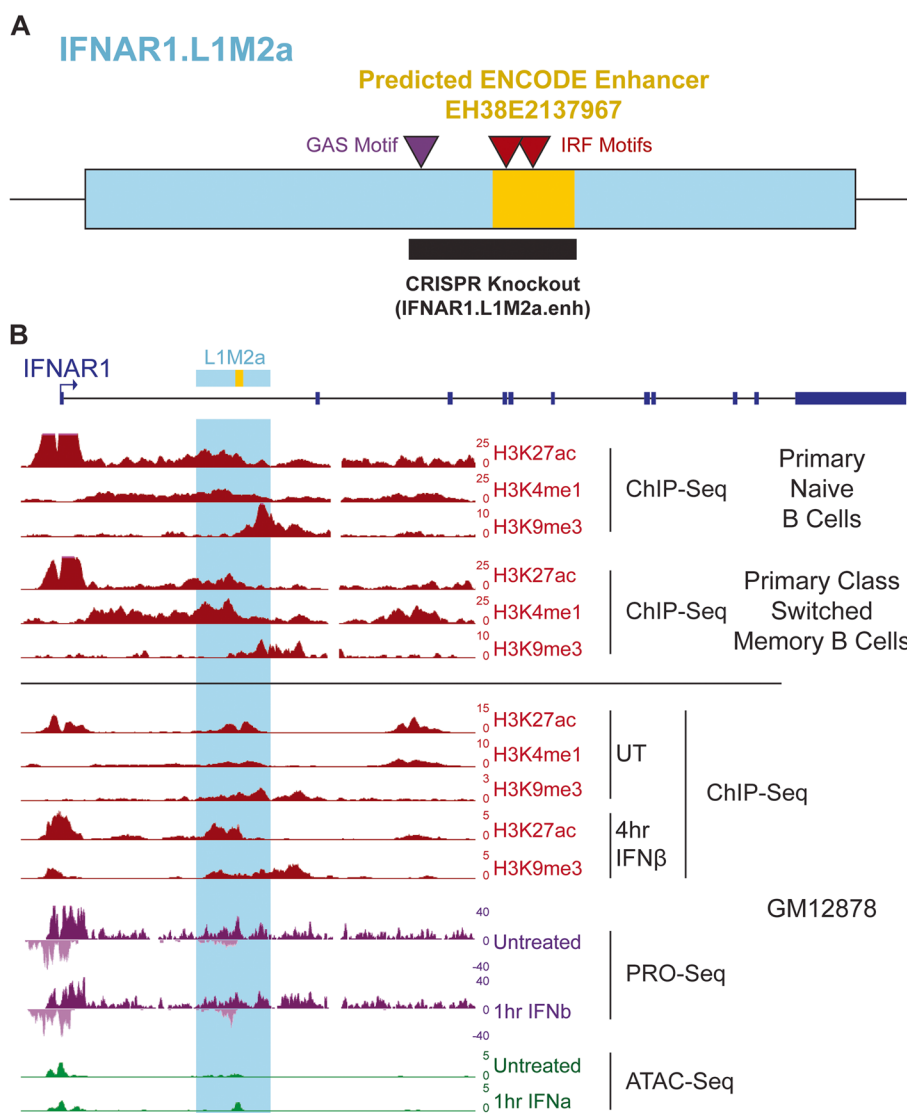 A
IFNAR1.L1M2a
Predicted ENCODE Enhancer
EH38E2137967
GAS Motif
IRF Motifs
CRISPR Knockout
(IFNAR1.L1M2a.enh)
B
IFNAR1
L1M2a
25
0
H3K27ac
25
0
H3K4me1
10
0
H3K9me3
ChIP-Seq
Primary
Naive
B Cells
25
0
H3K27ac
25
0
H3K4me1
10
0
H3K9me3
ChIP-Seq
Primary Class
Switched
Memory B Cells
15
0
H3K27ac
10
0
H3K4me1
3
0
H3K9me3
UT
5
0
H3K27ac
5
0
H3K9me3
4hr
IFNβ
ChIP-Seq
GM12878
40
0
-40
Untreated
40
0
-40
1hr IFNb
PRO-Seq
5
0
Untreated
5
0
1hr IFNa
ATAC-Seq